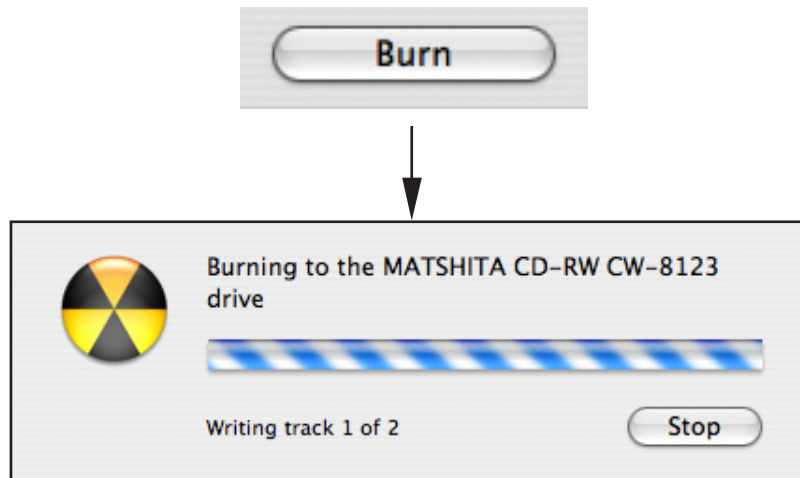 Burn
Burning to the MATSHITA CD-RW CW-8123
drive
Writing track 1 of 2
Stop